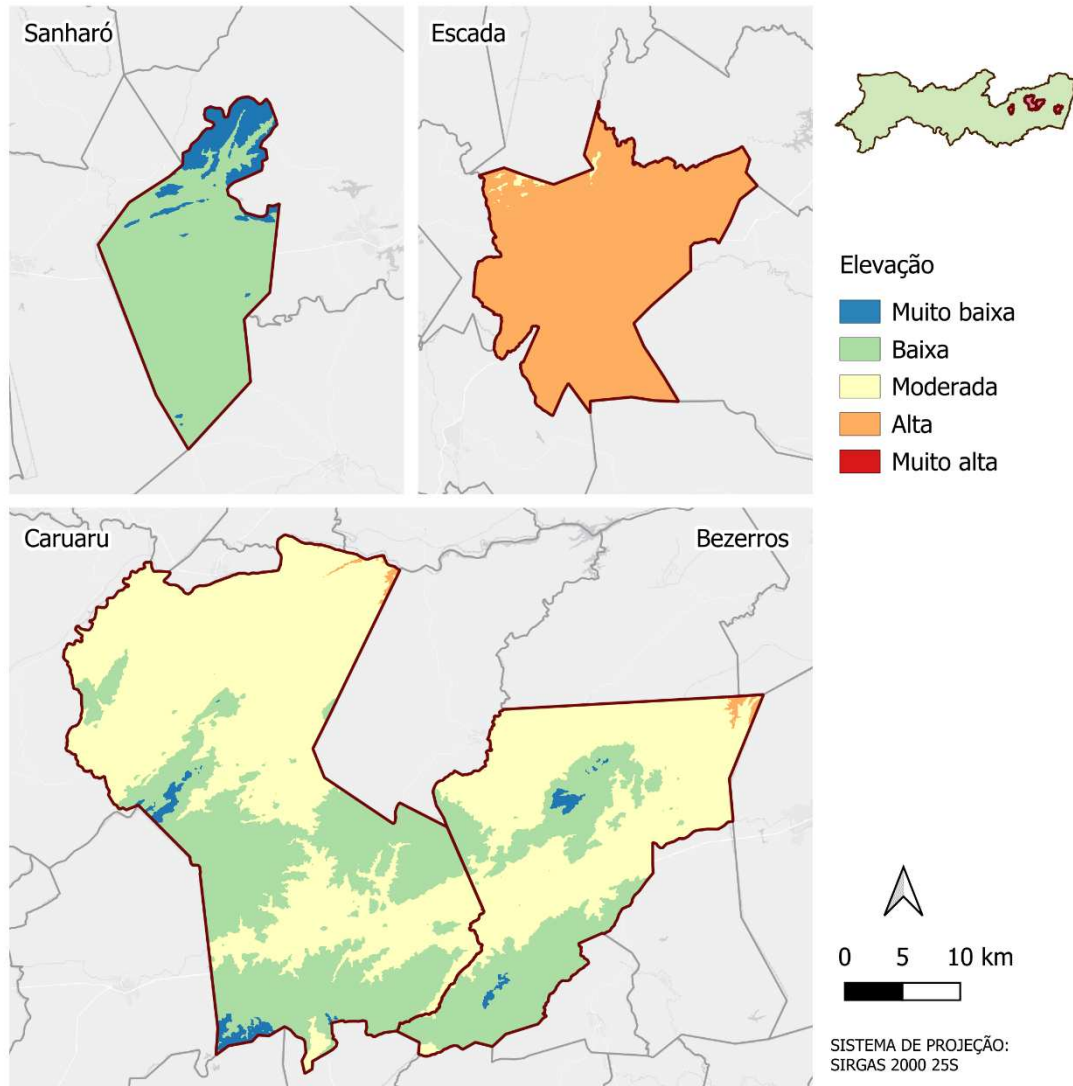 Sanharó
Escada
Elevação
Muito baixa
Baixa
Moderada
Alta
Muito alta
Caruaru
Bezerros
0 5 10 km
SISTEMA DE PROJEÇÃO:
SIRGAS 2000 25S